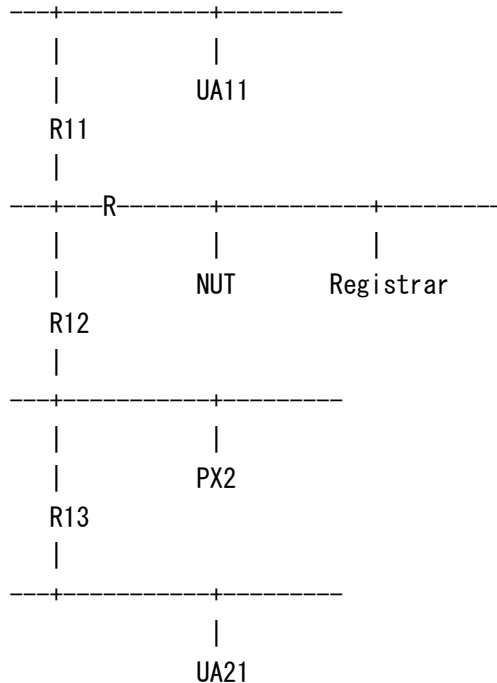 ---+------------+----------
|            |
|          UA11
R11
|
---+---R--------+------------+----------
|            |            |
|          NUT       Registrar
R12
|
---+------------+----------
|            |
|          PX2
R13
|
---+------------+----------
|
UA21